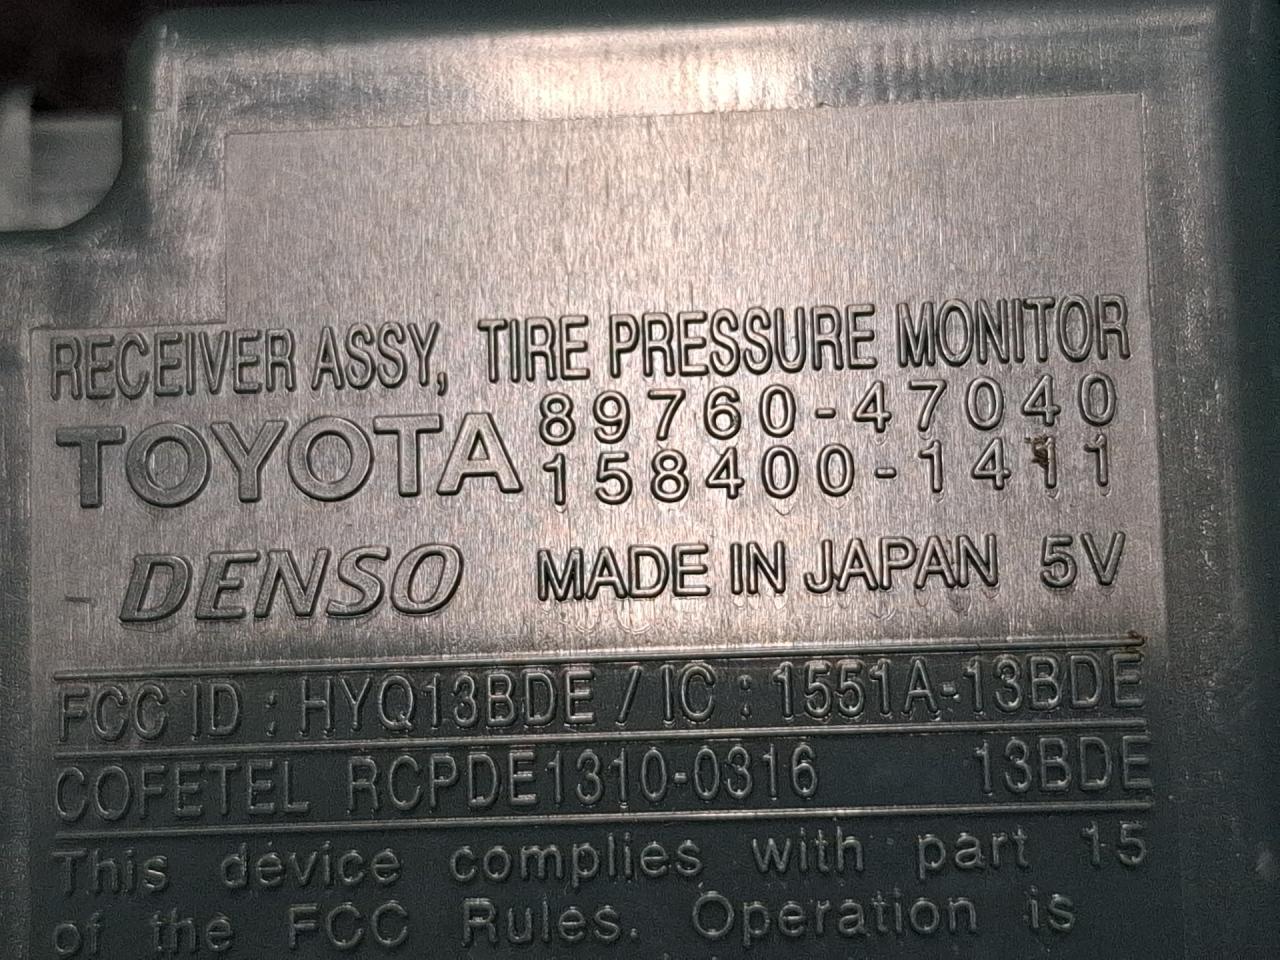 RECEIVER ASSY, TIRE PRESSURE MONITOR
TOYOTA 89760-47040
158400-1411
DENSO MADE IN JAPAN 5V
FCC ID : HYQ13BDE / IC : 1551A-13BDE
COFETEL RCPDE1310-0316 13BDE
This device complies with part 15
of the FCC Rules. Operation is